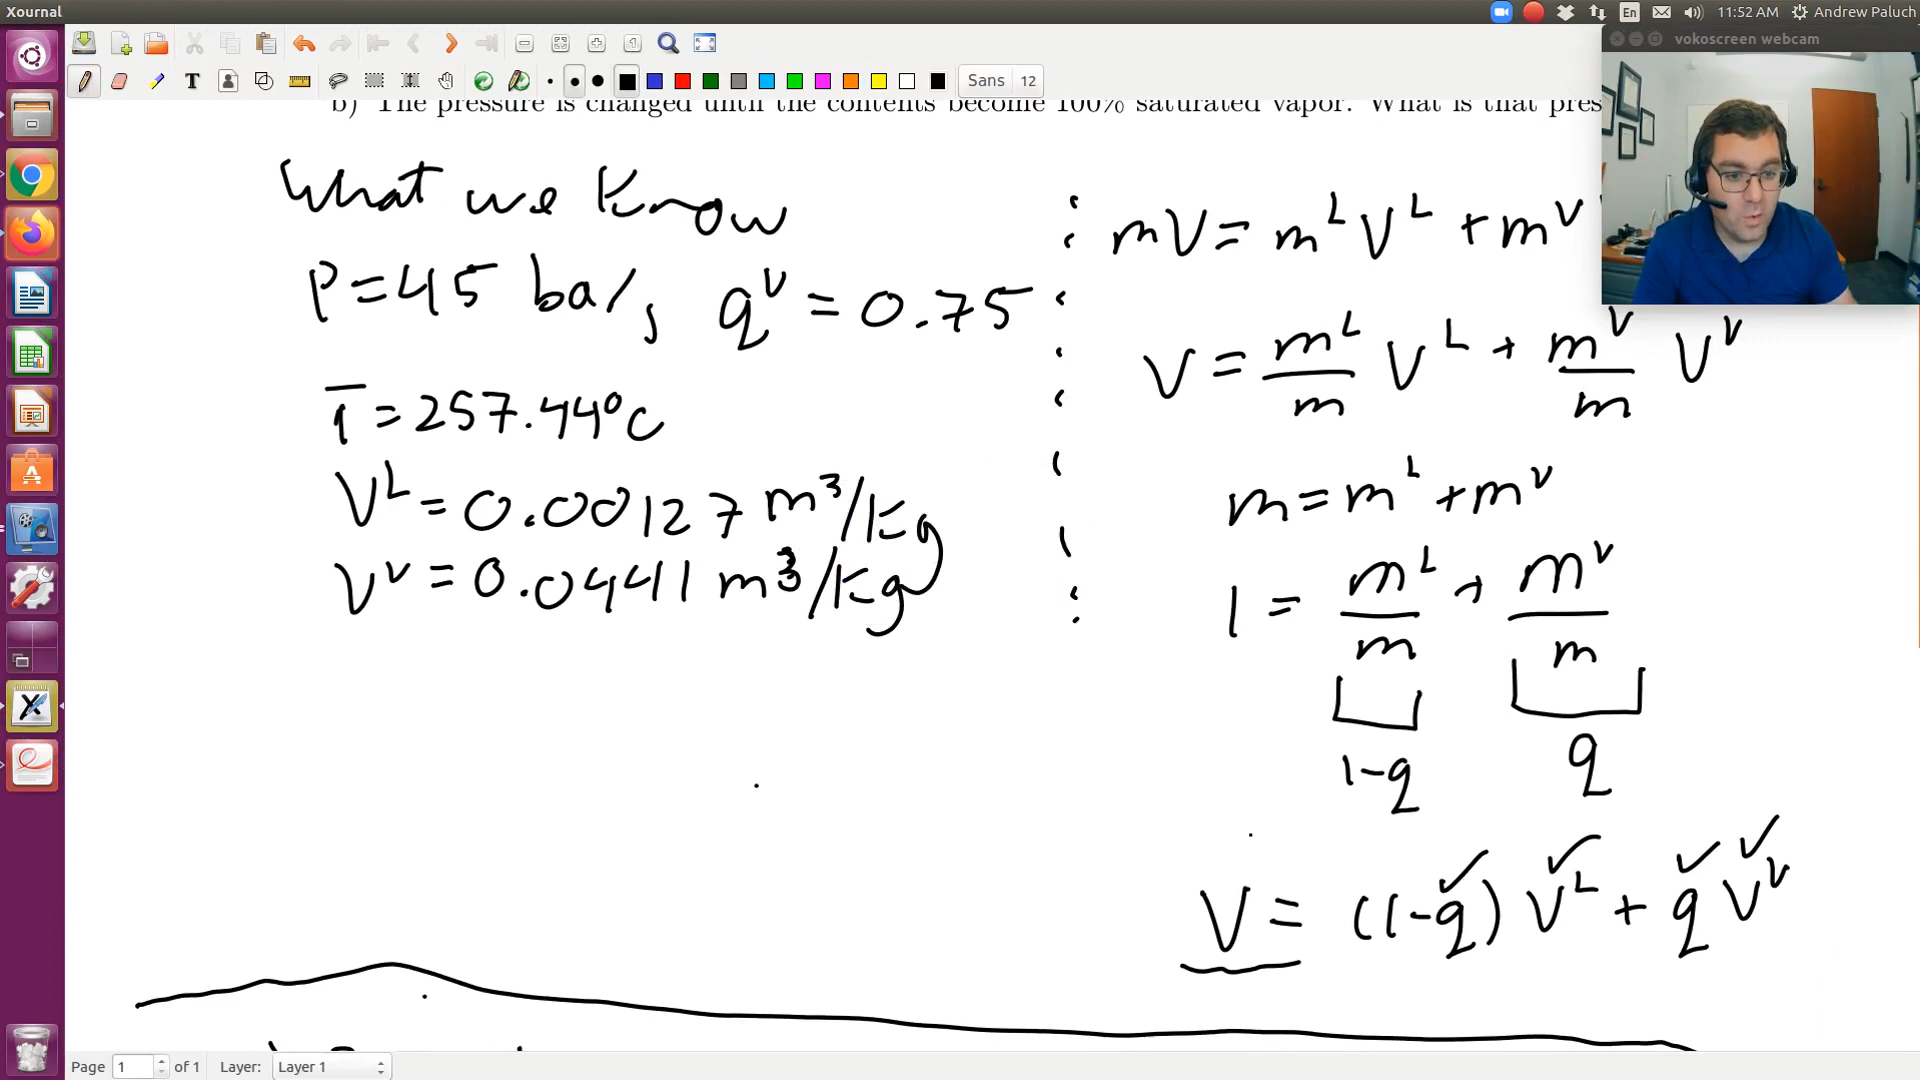 Xournal
En
11:52 AM
Andrew Paluch
vokoscreen webcam
Sans 12
b) The pressure is changed until the contents become 100% saturated vapor. What is that pres
What we know
P=45 bar, q^V = 0.75
T=257.44°C
V^L = 0.00127 m³/kg
V^V = 0.0441 m³/kg
mV = m^L V^L + m^V
V = m^L/m V^L + m^V/m V^V
m = m^L + m^V
1 = m^L/m + m^V/m
1-q
q
V = (1-q) V^L + q V^V
Page 1 of 1 Layer: Layer 1